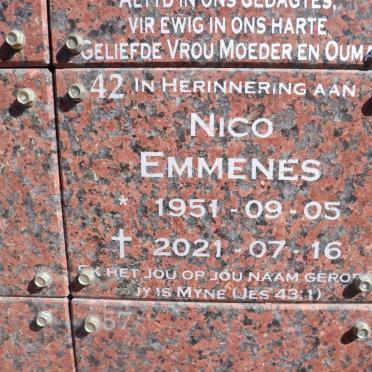 ALTYD IN ONS GEDAGTES,
VIR EWIG IN ONS HARTE
GELIEFDE VROU MOEDER EN OUMA
42 IN HERINNERING AAN
NICO
EMMENES
* 1951-09-05
† 2021-07-16
EK HET JOU OP JOU NAAM GEROEP
JY IS MYNE (JES 43:1)
57